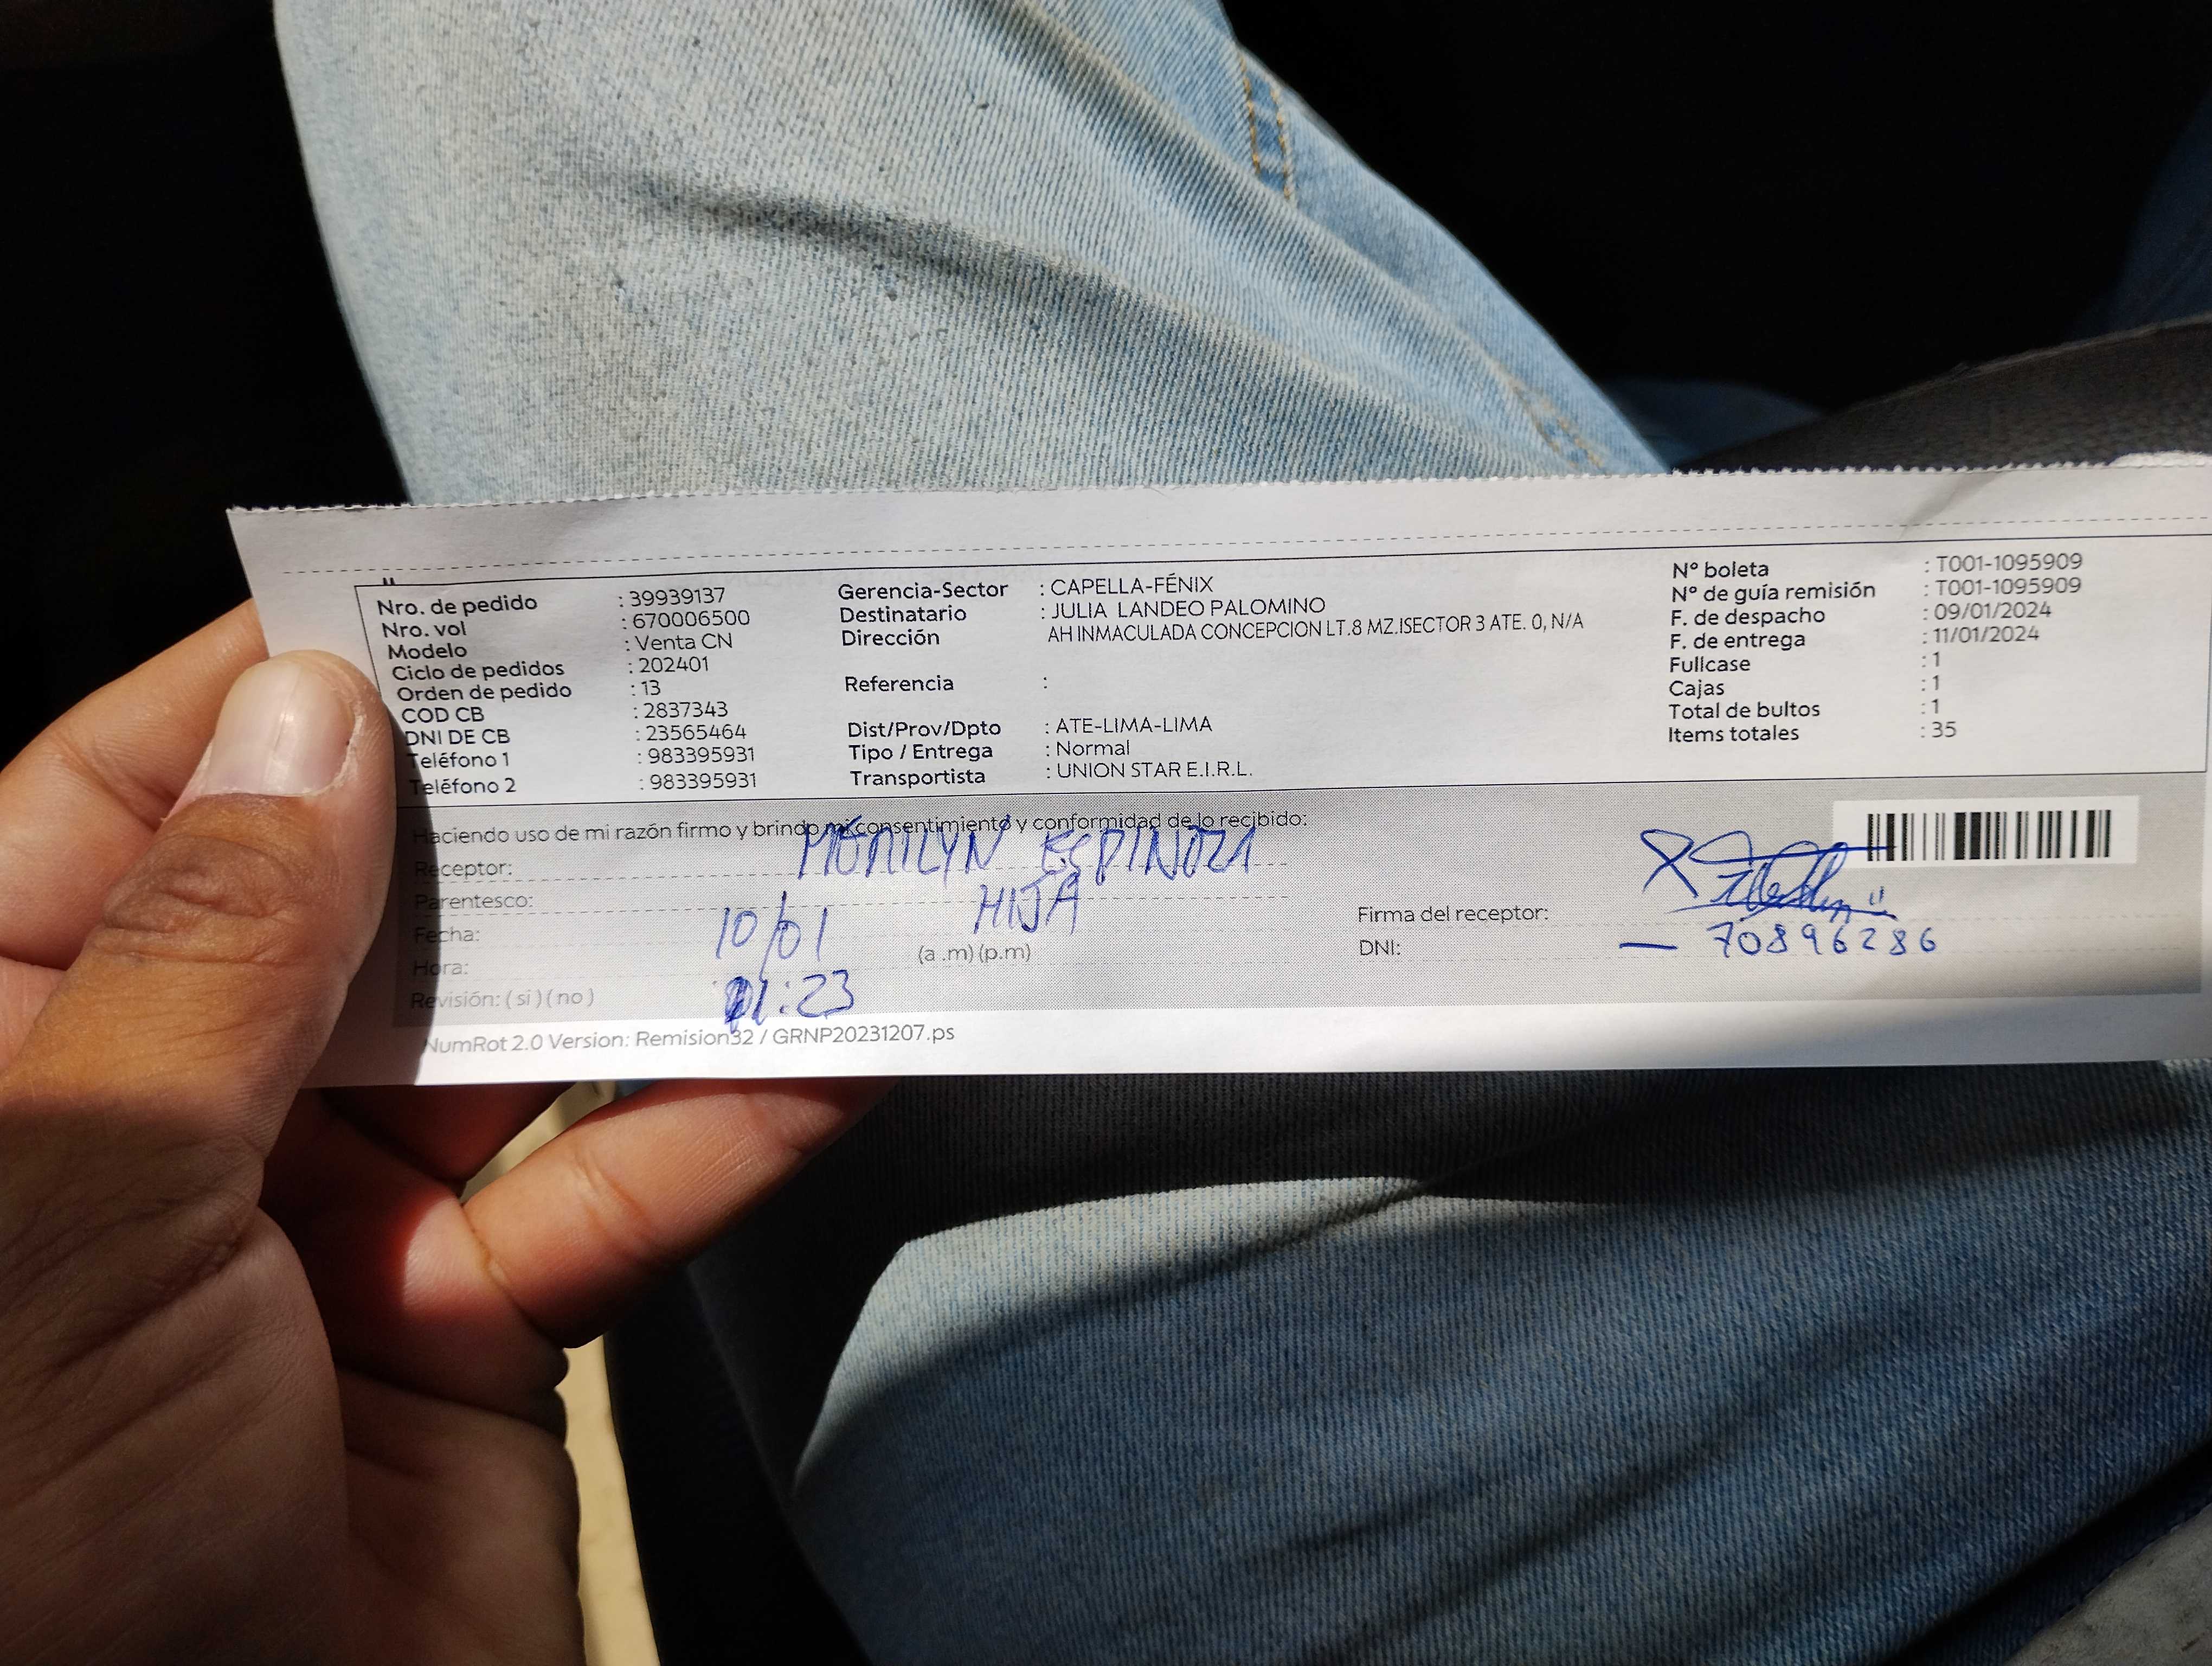 Nro. de pedido : 39939137
Nro. vol : 670006500
Modelo : Venta CN
Ciclo de pedidos : 202401
Orden de pedido : 13
COD CB : 2837343
DNI DE CB : 23565464
Teléfono 1 : 983395931
Teléfono 2 : 983395931
Gerencia-Sector : CAPELLA-FÉNIX
Destinatario : JULIA LANDEO PALOMINO
Dirección AH INMACULADA CONCEPCION LT.8 MZ.ISECTOR 3 ATE. 0, N/A
Referencia :
Dist/Prov/Dpto : ATE-LIMA-LIMA
Tipo / Entrega : Normal
Transportista : UNION STAR E.I.R.L.
N° boleta : T001-1095909
N° de guía remisión : T001-1095909
F. de despacho : 09/01/2024
F. de entrega : 11/01/2024
Fullcase : 1
Cajas : 1
Total de bultos : 1
Items totales : 35
Haciendo uso de mi razón firmo y brindo mi consentimiento y conformidad de lo recibido:
Receptor: MERILYN ESPINOZA
Parentesco: HIJA
Fecha: 10/01
Hora: (a .m) (p.m)
Revisión: ( si ) ( no ) :23
Firma del receptor:
DNI: — 70896286
NumRot 2.0 Version: Remision32 / GRNP20231207.ps